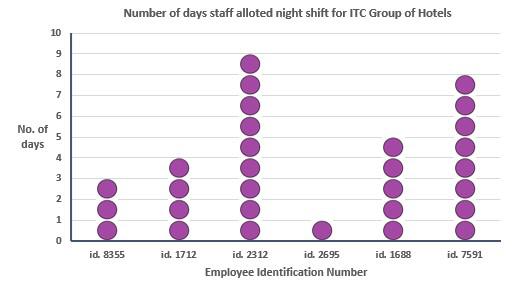 Number of days staff alloted night shift for ITC Group of Hotels
10
9
8
7
6
5
4
3
2
1
0
No. of
days
id. 8355
id. 1712
id. 2312
id. 2695
id. 1688
id. 7591
Employee Identification Number